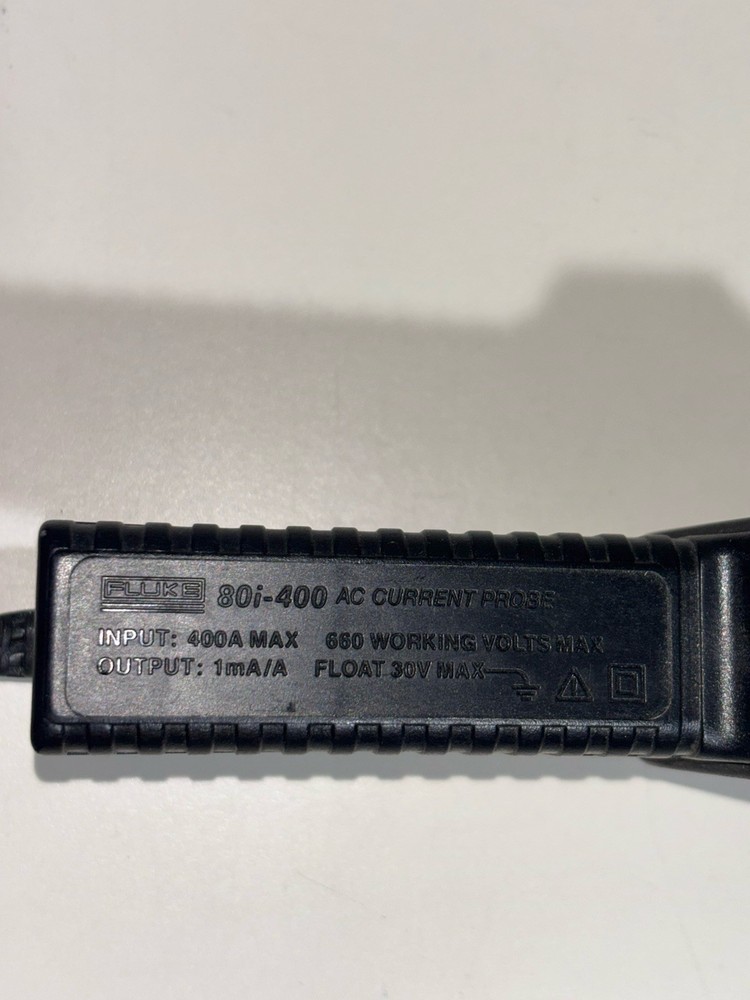 FLUKE 80i-400 AC CURRENT PROBE
INPUT: 400A MAX 660 WORKING VOLTS MAX
OUTPUT: 1mA/A FLOAT 30V MAX